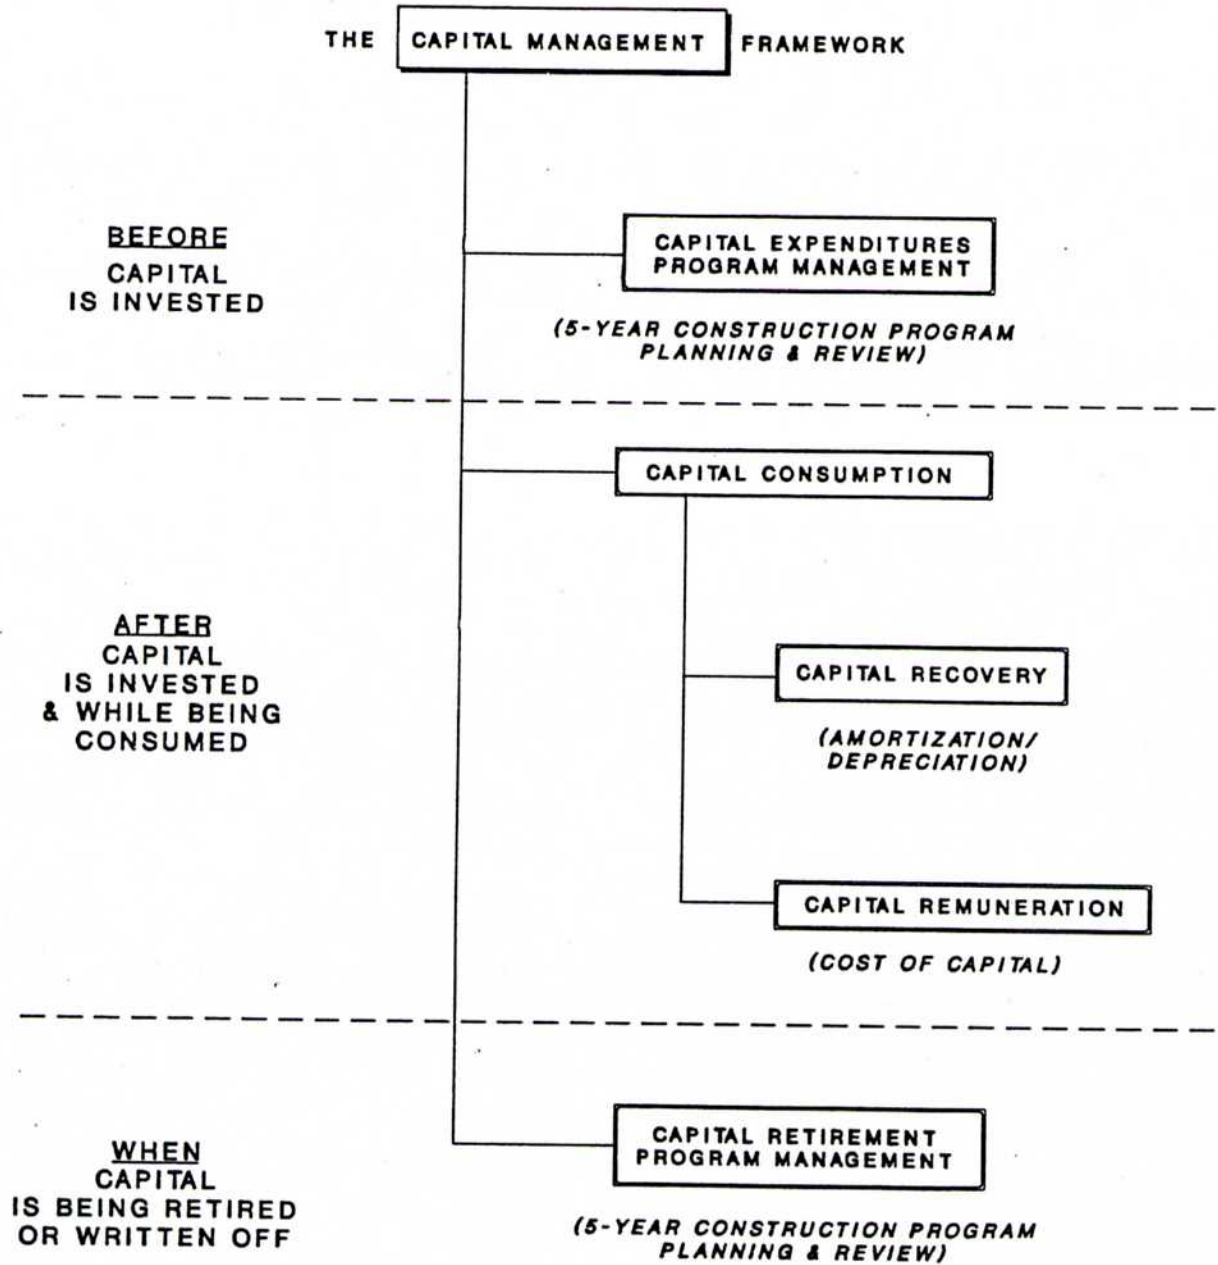 THE CAPITAL MANAGEMENT FRAMEWORK
BEFORE
CAPITAL
IS INVESTED
CAPITAL EXPENDITURES
PROGRAM MANAGEMENT
(5-YEAR CONSTRUCTION PROGRAM
PLANNING & REVIEW)
CAPITAL CONSUMPTION
AFTER
CAPITAL
IS INVESTED
& WHILE BEING
CONSUMED
CAPITAL RECOVERY
(AMORTIZATION/
DEPRECIATION)
CAPITAL REMUNERATION
(COST OF CAPITAL)
WHEN
CAPITAL
IS BEING RETIRED
OR WRITTEN OFF
CAPITAL RETIREMENT
PROGRAM MANAGEMENT
(5-YEAR CONSTRUCTION PROGRAM
PLANNING & REVIEW)